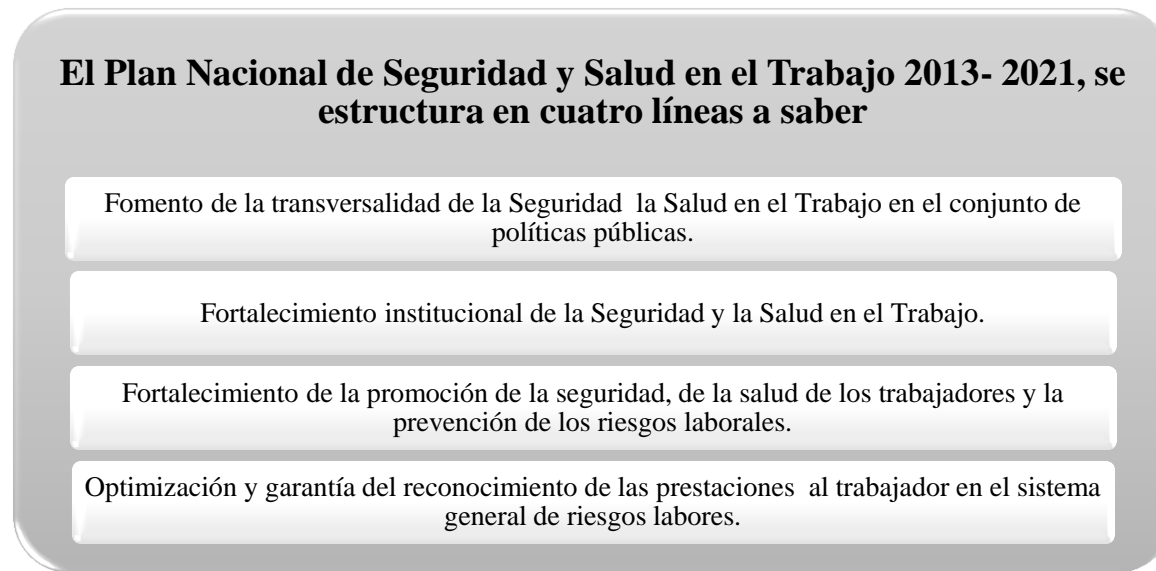 El Plan Nacional de Seguridad y Salud en el Trabajo 2013- 2021, se
estructura en cuatro líneas a saber
Fomento de la transversalidad de la Seguridad  la Salud en el Trabajo en el conjunto de
políticas públicas.
Fortalecimiento institucional de la Seguridad y la Salud en el Trabajo.
Fortalecimiento de la promoción de la seguridad, de la salud de los trabajadores y la
prevención de los riesgos laborales.
Optimización y garantía del reconocimiento de las prestaciones  al trabajador en el sistema
general de riesgos labores.